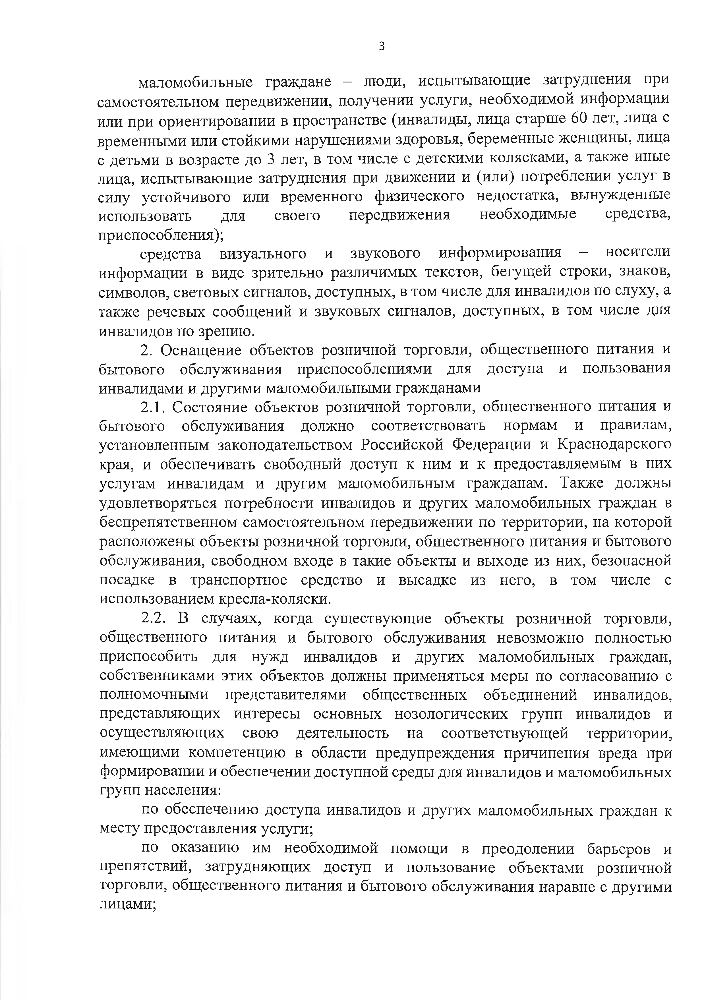 3
маломобильные граждане – люди, испытывающие затруднения при
самостоятельном передвижении, получении услуги, необходимой информации
или при ориентировании в пространстве (инвалиды, лица старше 60 лет, лица с
временными или стойкими нарушениями здоровья, беременные женщины, лица
с детьми в возрасте до 3 лет, в том числе с детскими колясками, а также иные
лица, испытывающие затруднения при движении и (или) потреблении услуг в
силу устойчивого или временного физического недостатка, вынужденные
использовать для своего передвижения необходимые средства,
приспособления);
средства визуального и звукового информирования – носители
информации в виде зрительно различимых текстов, бегущей строки, знаков,
символов, световых сигналов, доступных, в том числе для инвалидов по слуху, а
также речевых сообщений и звуковых сигналов, доступных, в том числе для
инвалидов по зрению.
2. Оснащение объектов розничной торговли, общественного питания и
бытового обслуживания приспособлениями для доступа и пользования
инвалидами и другими маломобильными гражданами
2.1. Состояние объектов розничной торговли, общественного питания и
бытового обслуживания должно соответствовать нормам и правилам,
установленным законодательством Российской Федерации и Краснодарского
края, и обеспечивать свободный доступ к ним и к предоставляемым в них
услугам инвалидам и другим маломобильным гражданам. Также должны
удовлетворяться потребности инвалидов и других маломобильных граждан в
беспрепятственном самостоятельном передвижении по территории, на которой
расположены объекты розничной торговли, общественного питания и бытового
обслуживания, свободном входе в такие объекты и выходе из них, безопасной
посадке в транспортное средство и высадке из него, в том числе с
использованием кресла-коляски.
2.2. В случаях, когда существующие объекты розничной торговли,
общественного питания и бытового обслуживания невозможно полностью
приспособить для нужд инвалидов и других маломобильных граждан,
собственниками этих объектов должны применяться меры по согласованию с
полномочными представителями общественных объединений инвалидов,
представляющих интересы основных нозологических групп инвалидов и
осуществляющих свою деятельность на соответствующей территории,
имеющими компетенцию в области предупреждения причинения вреда при
формировании и обеспечении доступной среды для инвалидов и маломобильных
групп населения:
по обеспечению доступа инвалидов и других маломобильных граждан к
месту предоставления услуги;
по оказанию им необходимой помощи в преодолении барьеров и
препятствий, затрудняющих доступ и пользование объектами розничной
торговли, общественного питания и бытового обслуживания наравне с другими
лицами;